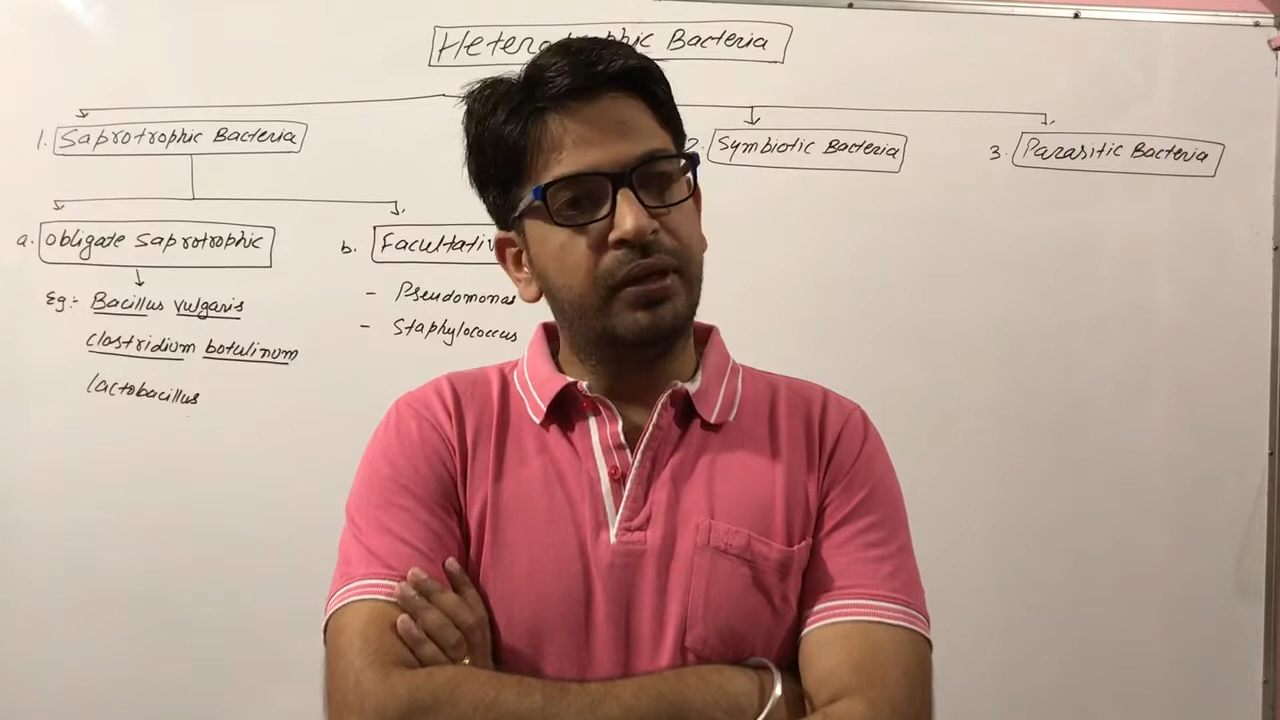 Heterotrophic Bacteria
1. Saprotrophic Bacteria
2. Symbiotic Bacteria
3. Parasitic Bacteria
a. Obligate Saprotrophic
b. Facultativ
Eg:- Bacillus vulgaris
clostridium botulinum
lactobacillus
- Pseudomonas
- Staphylococcus